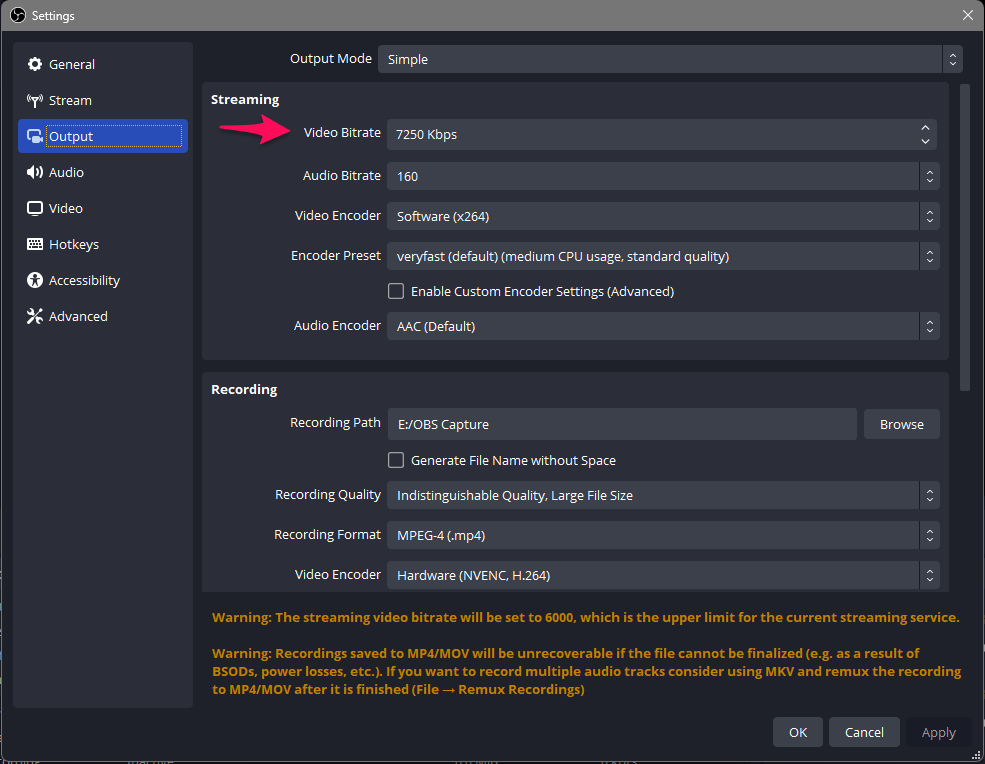 Settings
General
Stream
Output
Audio
Video
Hotkeys
Accessibility
Advanced
Output Mode Simple
Streaming
Video Bitrate 7250 Kbps
Audio Bitrate 160
Video Encoder Software (x264)
Encoder Preset veryfast (default) (medium CPU usage, standard quality)
Enable Custom Encoder Settings (Advanced)
Audio Encoder AAC (Default)
Recording
Recording Path E:/OBS Capture Browse
Generate File Name without Space
Recording Quality Indistinguishable Quality, Large File Size
Recording Format MPEG-4 (.mp4)
Video Encoder Hardware (NVENC, H.264)
Warning: The streaming video bitrate will be set to 6000, which is the upper limit for the current streaming service.
Warning: Recordings saved to MP4/MOV will be unrecoverable if the file cannot be finalized (e.g. as a result of
BSODs, power losses, etc.). If you want to record multiple audio tracks consider using MKV and remux the recording
to MP4/MOV after it is finished (File → Remux Recordings)
OK Cancel Apply